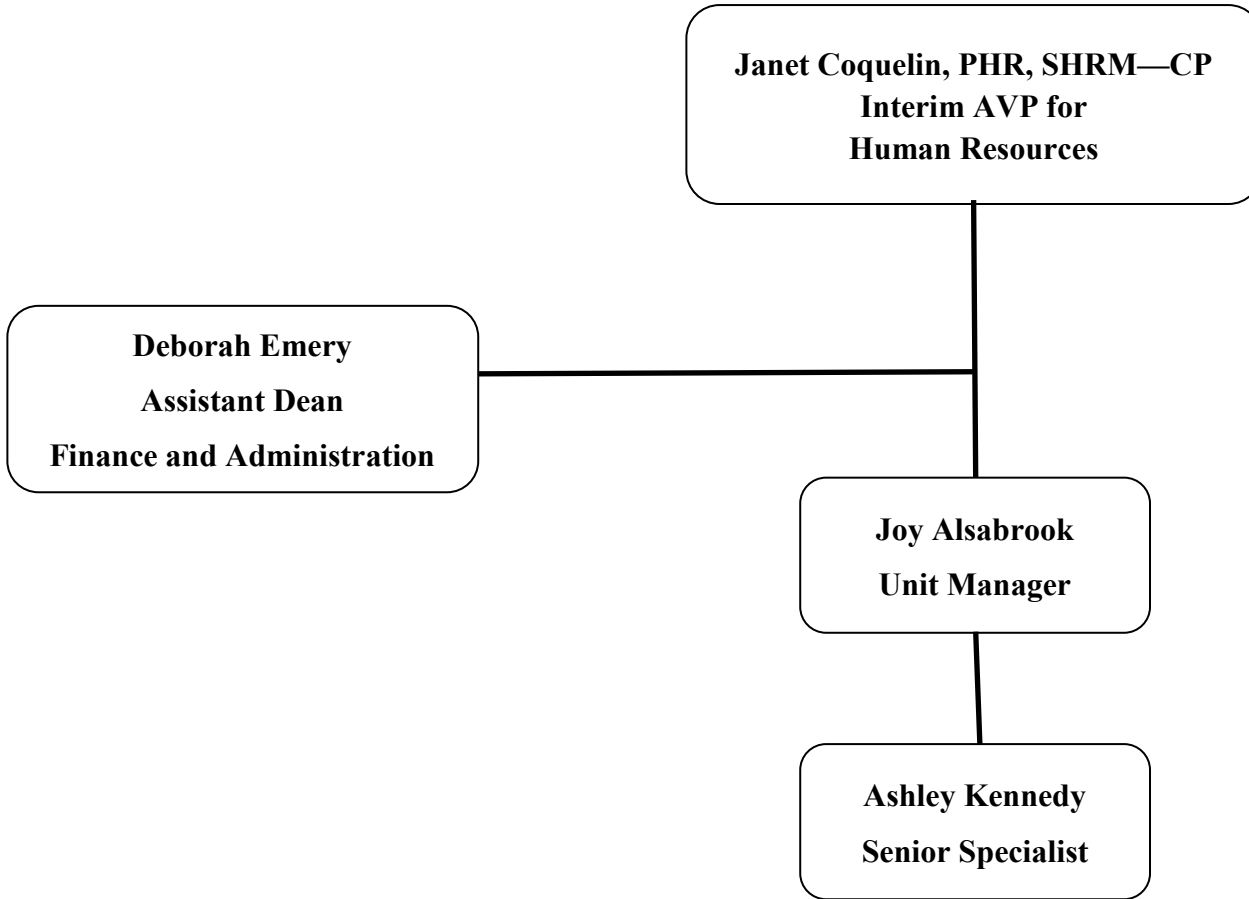 Janet Coquelin, PHR, SHRM—CP
Interim AVP for
Human Resources
Deborah Emery
Assistant Dean
Finance and Administration
Joy Alsabrook
Unit Manager
Ashley Kennedy
Senior Specialist